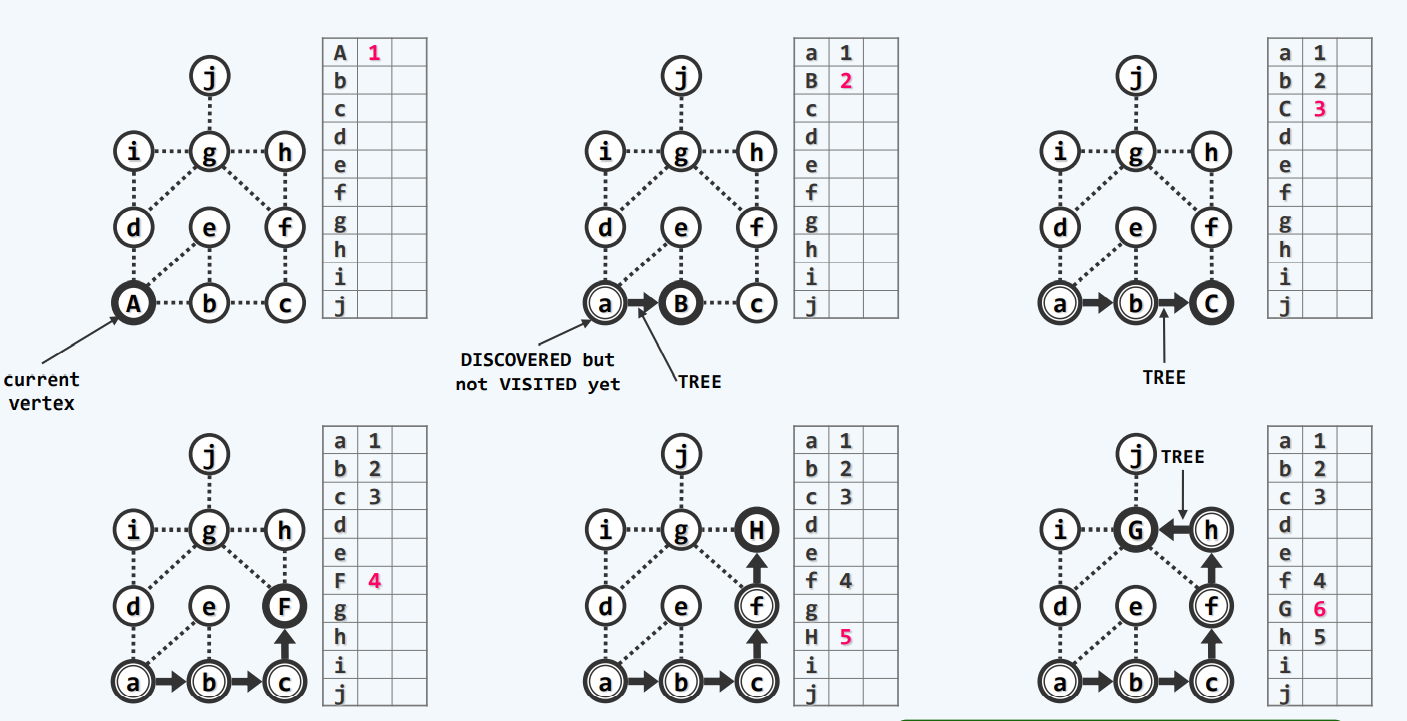 j
i g h
d e f
A b c
A 1
b
c
d
e
f
g
h
i
j
current
vertex
j
i g h
d e f
a B c
a 1
B 2
c
d
e
f
g
h
i
j
DISCOVERED but
not VISITED yet
TREE
j
i g h
d e f
a b C
a 1
b 2
C 3
d
e
f
g
h
i
j
TREE
j
i g h
d e F
a b c
a 1
b 2
c 3
d
e
F 4
g
h
i
j
j
i g H
d e f
a b c
a 1
b 2
c 3
d
e
f 4
g
H 5
i
j
j
TREE
i G h
d e f
a b c
a 1
b 2
c 3
d
e
f 4
G 6
h 5
i
j